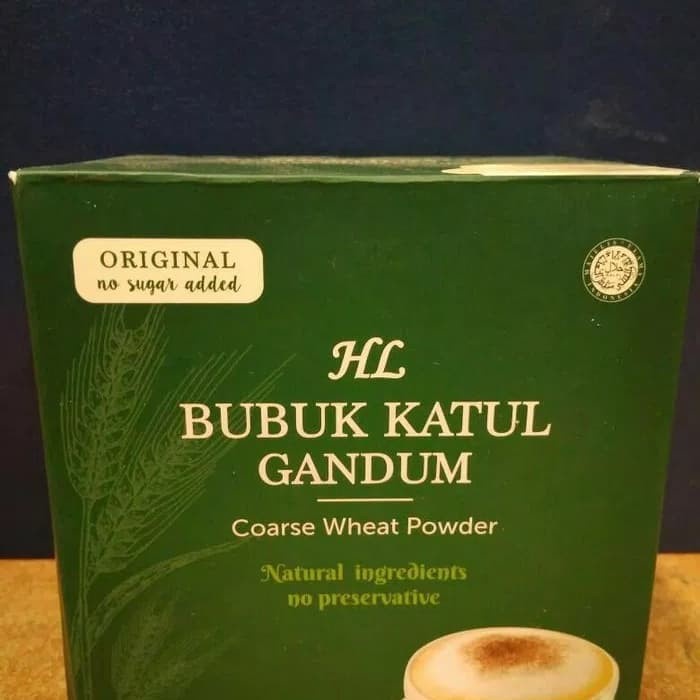 ORIGINAL
no sugar added
HL
BUBUK KATUL
GANDUM
Coarse Wheat Powder
Natural ingredients
no preservative